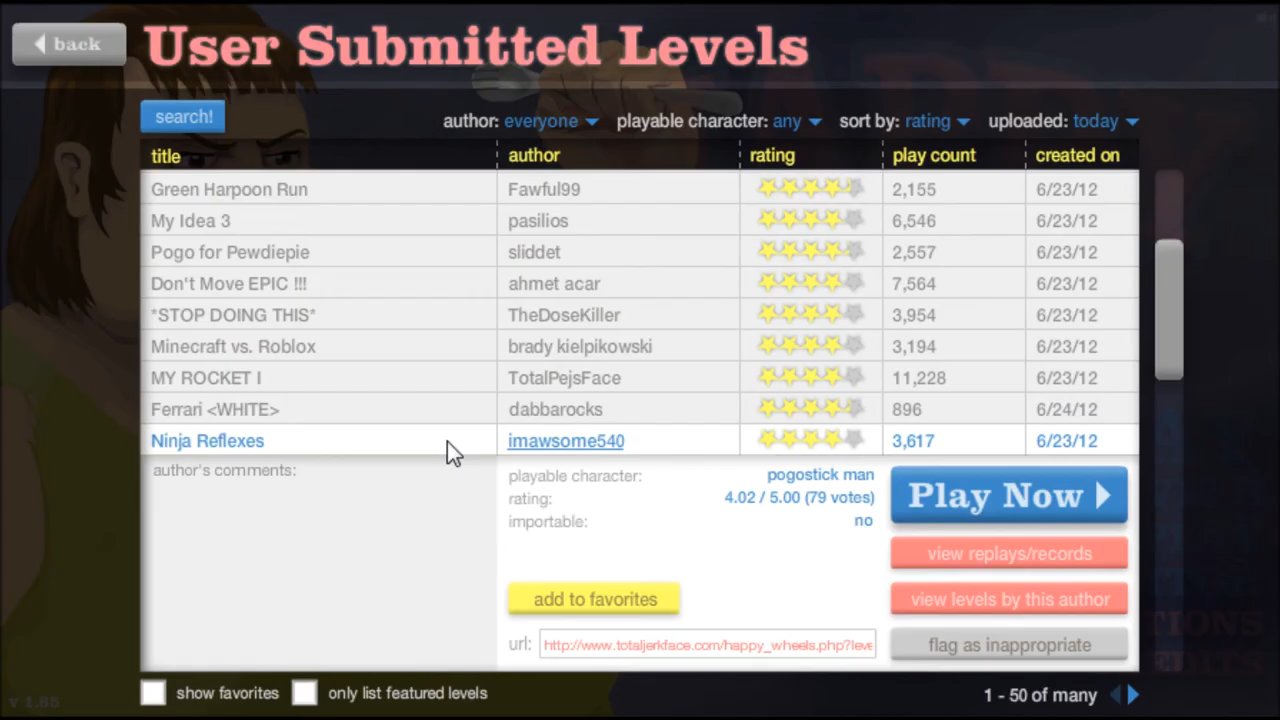 back
User Submitted Levels
search!
author: everyone playable character: any sort by: rating uploaded: today
title author rating play count created on
Green Harpoon Run Fawful99 2,155 6/23/12
My Idea 3 pasilios 6,546 6/23/12
Pogo for Pewdiepie sliddet 2,557 6/23/12
Don't Move EPIC !!! ahmet acar 7,564 6/23/12
*STOP DOING THIS* TheDoseKiller 3,954 6/23/12
Minecraft vs. Roblox brady kielpikowski 3,194 6/23/12
MY ROCKET I TotalPejsFace 11,228 6/23/12
Ferrari <WHITE> dabbarocks 896 6/24/12
Ninja Reflexes imawsome540 3,617 6/23/12
author's comments:
playable character: pogostick man
rating: 4.02 / 5.00 (79 votes)
importable: no
Play Now
view replays/records
add to favorites
view levels by this author
url: http://www.totaljerkface.com/happy_wheels.php?leve
flag as inappropriate
show favorites only list featured levels
1 - 50 of many
v 1.65